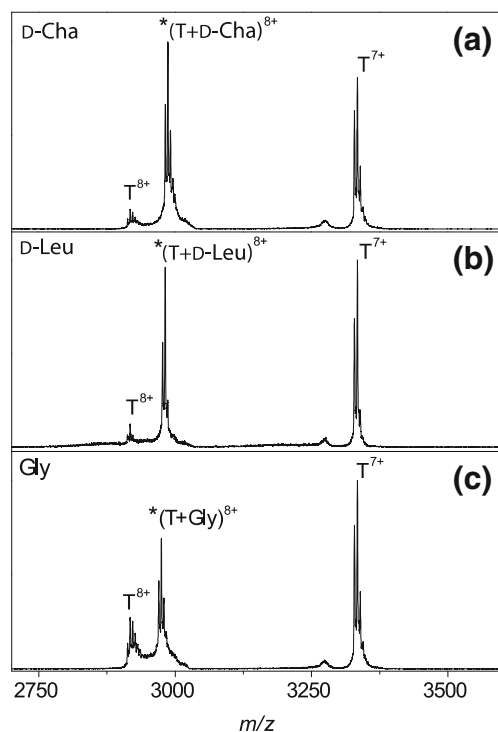 D-Cha
*(T+D-Cha)8+
T7+
(a)
T8+
D-Leu
*(T+D-Leu)8+
T7+
(b)
T8+
Gly
*(T+Gly)8+
T7+
(c)
T8+
2750 3000 3250 3500
m/z